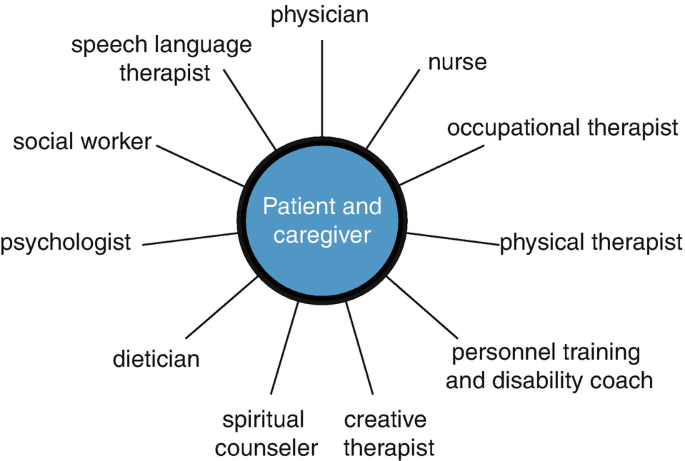 physician
speech language
therapist
nurse
occupational therapist
social worker
Patient and
caregiver
psychologist
physical therapist
dietician
personnel training
and disability coach
spiritual
counseler
creative
therapist